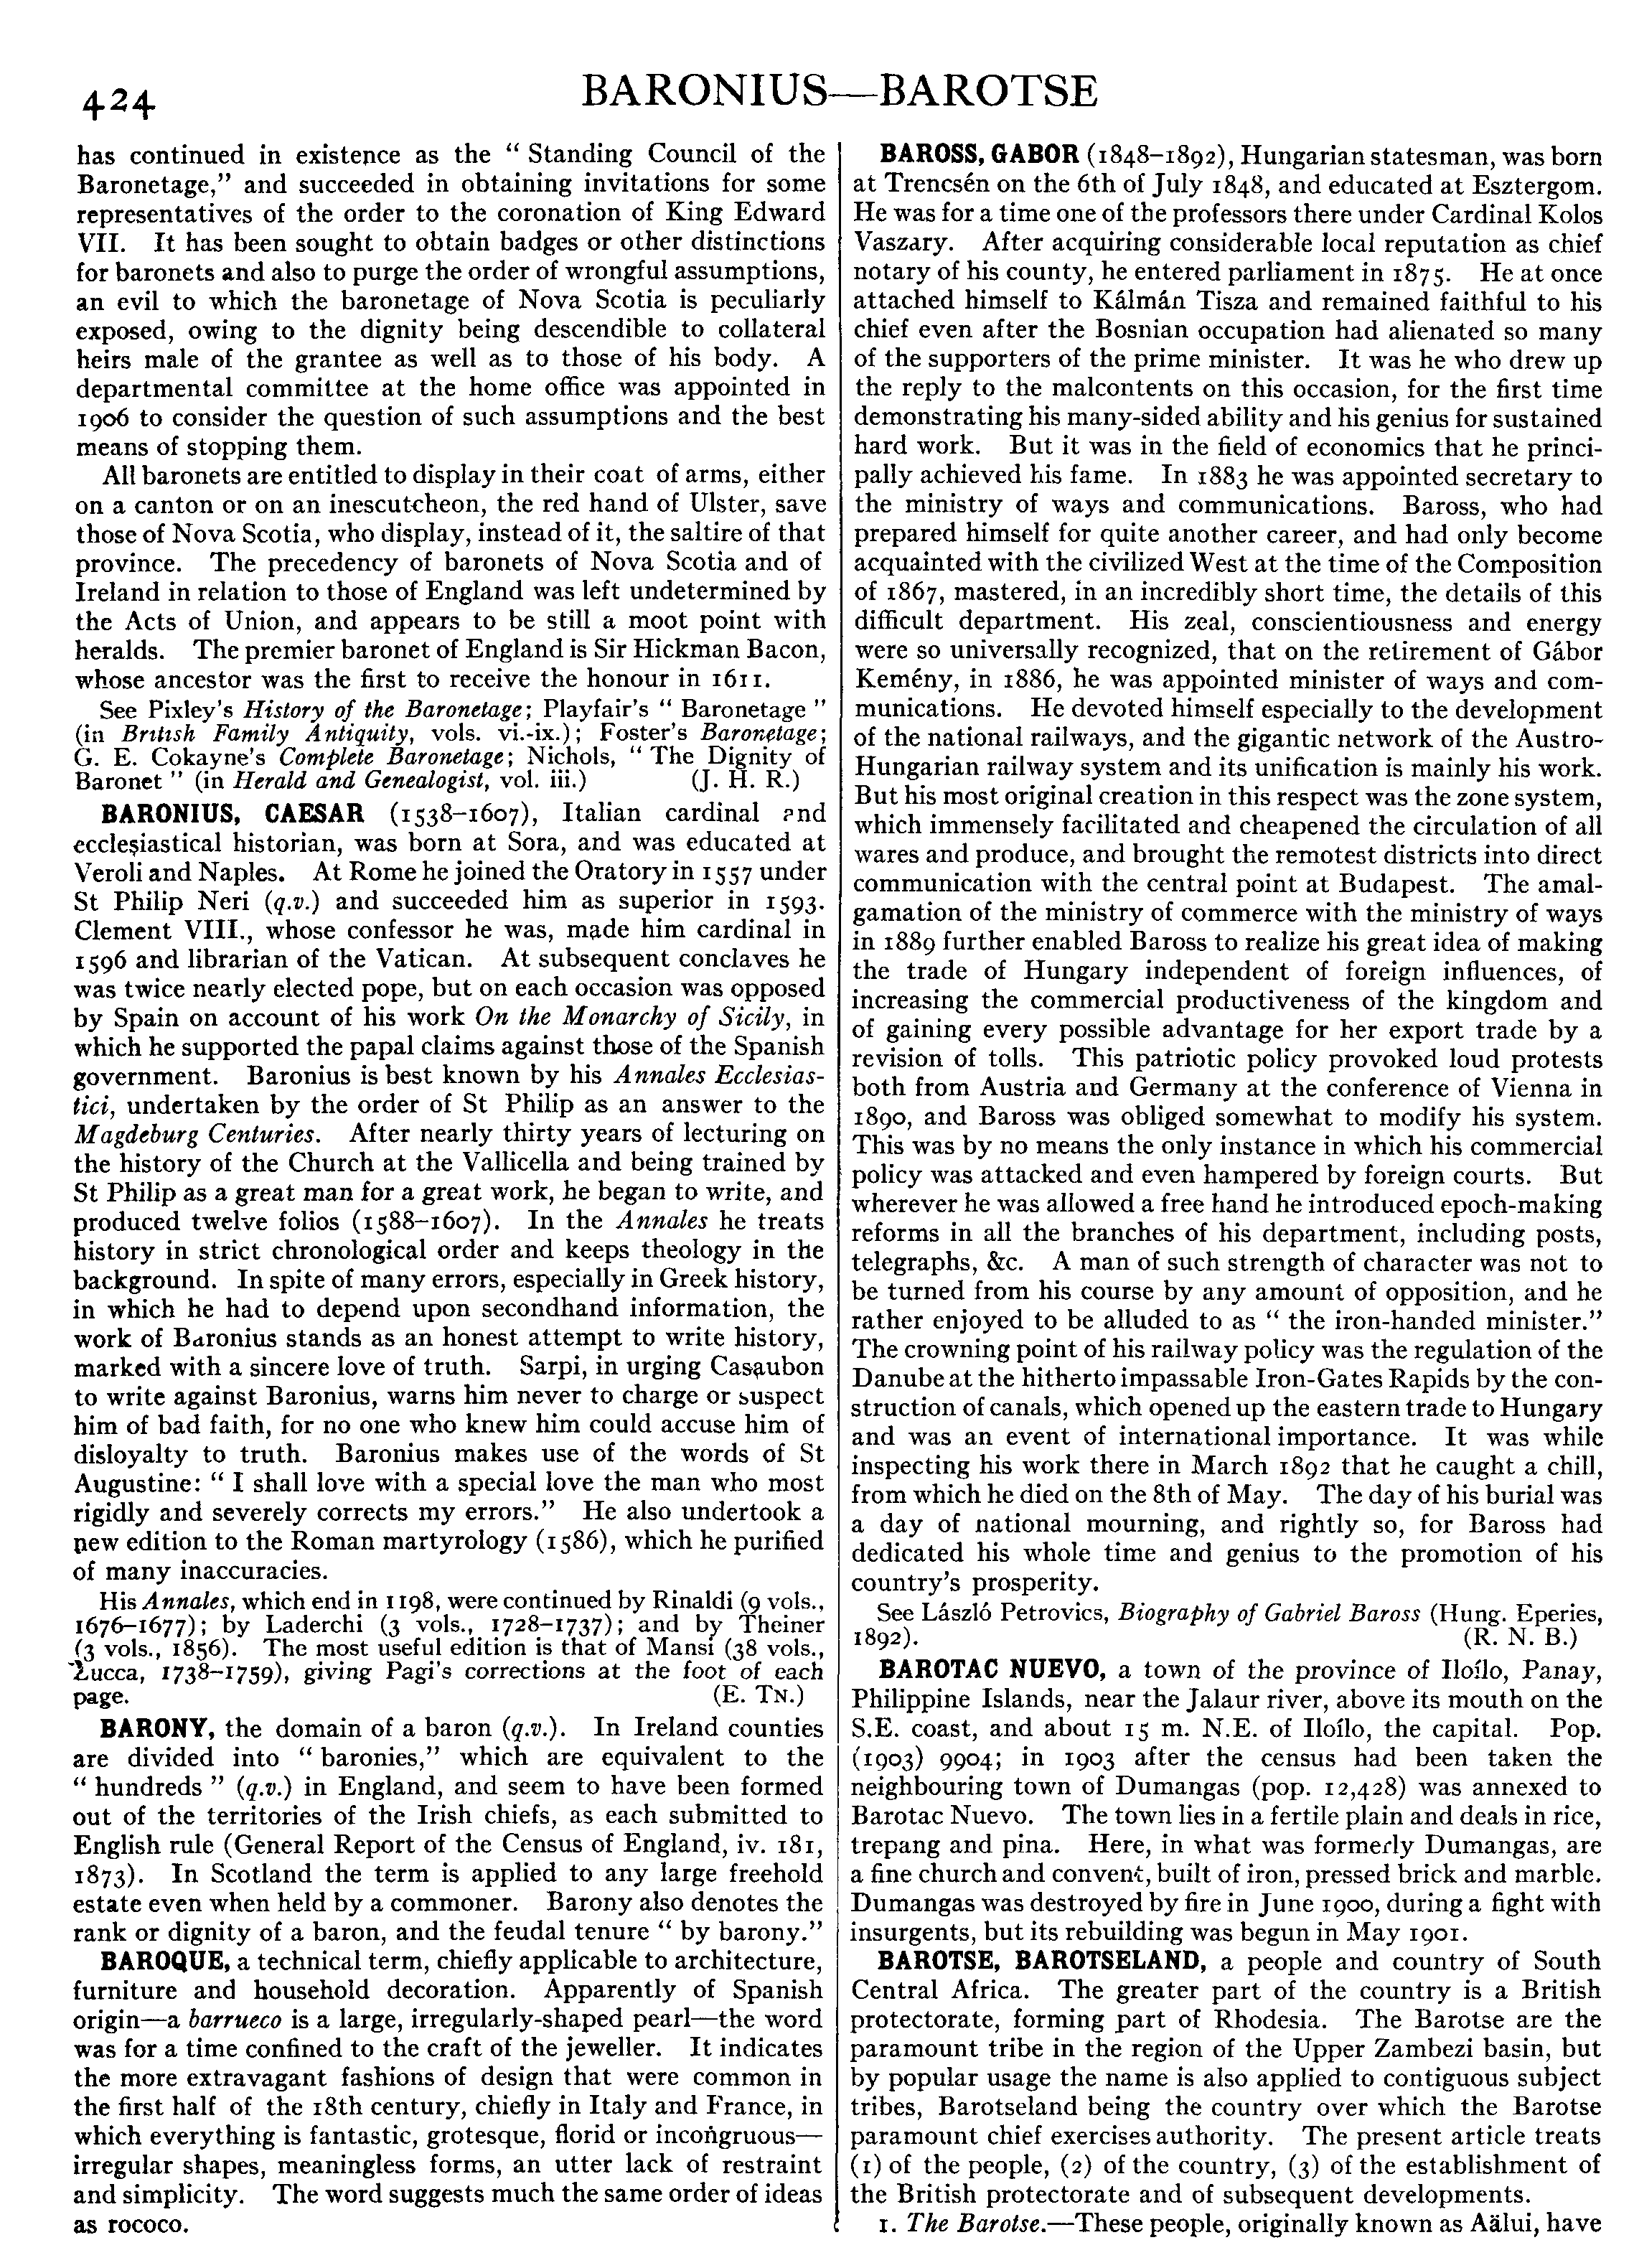 424
BARONIUS—BAROTSE
has continued in existence as the “ Standing Council of the
Baronetage,” and succeeded in obtaining invitations for some
representatives of the order to the coronation of King Edward
VII. It has been sought to obtain badges or other distinctions
for baronets and also to purge the order of wrongful assumptions,
an evil to which the baronetage of Nova Scotia is peculiarly
exposed, owing to the dignity being descendible to collateral
heirs male of the grantee as well as to those of his body. A
departmental committee at the home office was appointed in
1906 to consider the question of such assumptions and the best
means of stopping them.
All baronets are entitled to display in their coat of arms, either
on a canton or on an inescutcheon, the red hand of Ulster, save
those of Nova Scotia, who display, instead of it, the saltire of that
province. The precedency of baronets of Nova Scotia and of
Ireland in relation to those of England was left undetermined by
the Acts of Union, and appears to be still a moot point with
heralds. The premier baronet of England is Sir Hickman Bacon,
whose ancestor was the first to receive the honour in 1611.
See Pixley's History of the Baronetage; Playfair's “ Baronetage ”
(in British Family Antiquity, vols. vi.-ix.); Foster's Baronetage;
G. E. Cokayne's Complete Baronetage; Nichols, “ The Dignity of
Baronet ” (in Herald and Genealogist, vol. iii.) (J. H. R.)
BARONIUS, CAESAR (1538–1607), Italian cardinal and
ecclesiastical historian, was born at Sora, and was educated at
Veroli and Naples. At Rome he joined the Oratory in 1557 under
St Philip Neri (q.v.) and succeeded him as superior in 1593.
Clement VIII., whose confessor he was, made him cardinal in
1596 and librarian of the Vatican. At subsequent conclaves he
was twice nearly elected pope, but on each occasion was opposed
by Spain on account of his work On the Monarchy of Sicily, in
which he supported the papal claims against those of the Spanish
government. Baronius is best known by his Annales Ecclesias-
tici, undertaken by the order of St Philip as an answer to the
Magdeburg Centuries. After nearly thirty years of lecturing on
the history of the Church at the Vallicella and being trained by
St Philip as a great man for a great work, he began to write, and
produced twelve folios (1588–1607). In the Annales he treats
history in strict chronological order and keeps theology in the
background. In spite of many errors, especially in Greek history,
in which he had to depend upon secondhand information, the
work of Baronius stands as an honest attempt to write history,
marked with a sincere love of truth. Sarpi, in urging Casaubon
to write against Baronius, warns him never to charge or suspect
him of bad faith, for no one who knew him could accuse him of
disloyalty to truth. Baronius makes use of the words of St
Augustine: “ I shall love with a special love the man who most
rigidly and severely corrects my errors.” He also undertook a
new edition to the Roman martyrology (1586), which he purified
of many inaccuracies.
His Annales, which end in 1198, were continued by Rinaldi (9 vols.,
1676–1677); by Laderchi (3 vols., 1728–1737); and by Theiner
(3 vols., 1856). The most useful edition is that of Mansi (38 vols.,
Lucca, 1738–1759), giving Pagi's corrections at the foot of each
page. (E. TN.)
BARONY, the domain of a baron (q.v.). In Ireland counties
are divided into “ baronies,” which are equivalent to the
“ hundreds ” (q.v.) in England, and seem to have been formed
out of the territories of the Irish chiefs, as each submitted to
English rule (General Report of the Census of England, iv. 181,
1873). In Scotland the term is applied to any large freehold
estate even when held by a commoner. Barony also denotes the
rank or dignity of a baron, and the feudal tenure “ by barony.”
BAROQUE, a technical term, chiefly applicable to architecture,
furniture and household decoration. Apparently of Spanish
origin—a barrueco is a large, irregularly-shaped pearl—the word
was for a time confined to the craft of the jeweller. It indicates
the more extravagant fashions of design that were common in
the first half of the 18th century, chiefly in Italy and France, in
which everything is fantastic, grotesque, florid or incongruous—
irregular shapes, meaningless forms, an utter lack of restraint
and simplicity. The word suggests much the same order of ideas
as rococo.
BAROSS, GABOR (1848–1892), Hungarian statesman, was born
at Trencsén on the 6th of July 1848, and educated at Esztergom.
He was for a time one of the professors there under Cardinal Kolos
Vaszary. After acquiring considerable local reputation as chief
notary of his county, he entered parliament in 1875. He at once
attached himself to Kálmán Tisza and remained faithful to his
chief even after the Bosnian occupation had alienated so many
of the supporters of the prime minister. It was he who drew up
the reply to the malcontents on this occasion, for the first time
demonstrating his many-sided ability and his genius for sustained
hard work. But it was in the field of economics that he princi-
pally achieved his fame. In 1883 he was appointed secretary to
the ministry of ways and communications. Baross, who had
prepared himself for quite another career, and had only become
acquainted with the civilized West at the time of the Composition
of 1867, mastered, in an incredibly short time, the details of this
difficult department. His zeal, conscientiousness and energy
were so universally recognized, that on the retirement of Gábor
Kemény, in 1886, he was appointed minister of ways and com-
munications. He devoted himself especially to the development
of the national railways, and the gigantic network of the Austro-
Hungarian railway system and its unification is mainly his work.
But his most original creation in this respect was the zone system,
which immensely facilitated and cheapened the circulation of all
wares and produce, and brought the remotest districts into direct
communication with the central point at Budapest. The amal-
gamation of the ministry of commerce with the ministry of ways
in 1889 further enabled Baross to realize his great idea of making
the trade of Hungary independent of foreign influences, of
increasing the commercial productiveness of the kingdom and
of gaining every possible advantage for her export trade by a
revision of tolls. This patriotic policy provoked loud protests
both from Austria and Germany at the conference of Vienna in
1890, and Baross was obliged somewhat to modify his system.
This was by no means the only instance in which his commercial
policy was attacked and even hampered by foreign courts. But
wherever he was allowed a free hand he introduced epoch-making
reforms in all the branches of his department, including posts,
telegraphs, &c. A man of such strength of character was not to
be turned from his course by any amount of opposition, and he
rather enjoyed to be alluded to as “ the iron-handed minister.”
The crowning point of his railway policy was the regulation of the
Danube at the hitherto impassable Iron-Gates Rapids by the con-
struction of canals, which opened up the eastern trade to Hungary
and was an event of international importance. It was while
inspecting his work there in March 1892 that he caught a chill,
from which he died on the 8th of May. The day of his burial was
a day of national mourning, and rightly so, for Baross had
dedicated his whole time and genius to the promotion of his
country's prosperity.
See László Petrovics, Biography of Gabriel Baross (Hung. Eperies,
1892). (R. N. B.)
BAROTAC NUEVO, a town of the province of Iloílo, Panay,
Philippine Islands, near the Jalaur river, above its mouth on the
S.E. coast, and about 15 m. N.E. of Iloílo, the capital. Pop.
(1903) 9904; in 1903 after the census had been taken the
neighbouring town of Dumangas (pop. 12,428) was annexed to
Barotac Nuevo. The town lies in a fertile plain and deals in rice,
trepang and pina. Here, in what was formerly Dumangas, are
a fine church and convent, built of iron, pressed brick and marble.
Dumangas was destroyed by fire in June 1900, during a fight with
insurgents, but its rebuilding was begun in May 1901.
BAROTSE, BAROTSELAND, a people and country of South
Central Africa. The greater part of the country is a British
protectorate, forming part of Rhodesia. The Barotse are the
paramount tribe in the region of the Upper Zambezi basin, but
by popular usage the name is also applied to contiguous subject
tribes, Barotseland being the country over which the Barotse
paramount chief exercises authority. The present article treats
(1) of the people, (2) of the country, (3) of the establishment of
the British protectorate and of subsequent developments.
1. The Barotse.—These people, originally known as Aälui, have